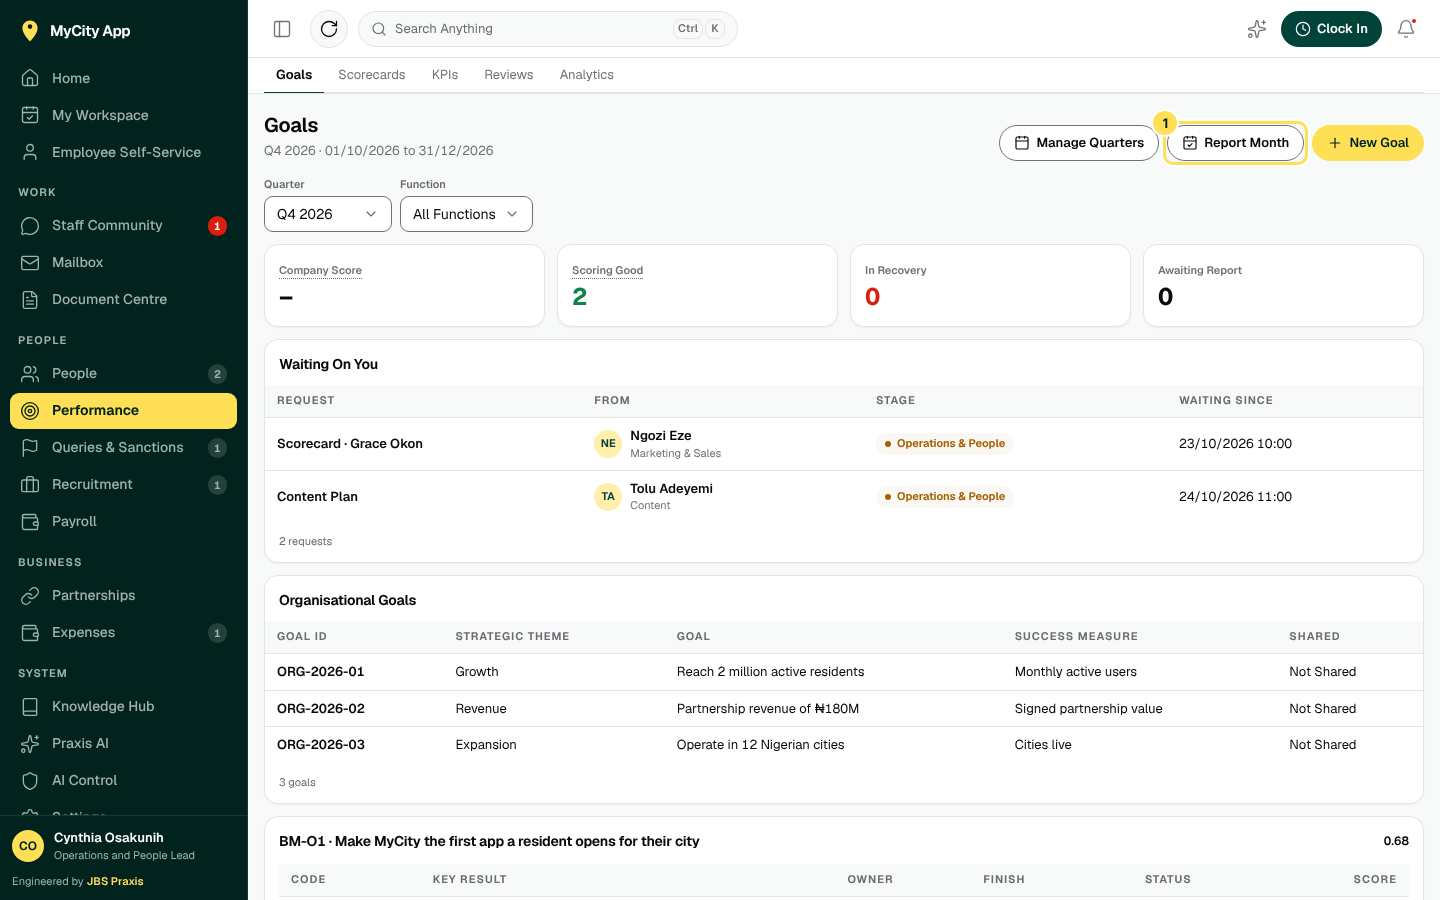 MyCity App
Home
My Workspace
Employee Self-Service
WORK
Staff Community 1
Mailbox
Document Centre
PEOPLE
People 2
Performance
Queries & Sanctions 1
Recruitment 1
Payroll
BUSINESS
Partnerships
Expenses 1
SYSTEM
Knowledge Hub
Praxis AI
AI Control
Settings
CO Cynthia Osakunih
Operations and People Lead
Engineered by JBS Praxis
Search Anything Ctrl K
Clock In
Goals Scorecards KPIs Reviews Analytics
Goals
Q4 2026 · 01/10/2026 to 31/12/2026
Manage Quarters 1 Report Month New Goal
Quarter Function
Q4 2026 All Functions
Company Score Scoring Good In Recovery Awaiting Report
– 2 0 0
Waiting On You
REQUEST FROM STAGE WAITING SINCE
Scorecard · Grace Okon NE Ngozi Eze Operations & People 23/10/2026 10:00
Marketing & Sales
Content Plan TA Tolu Adeyemi Operations & People 24/10/2026 11:00
Content
2 requests
Organisational Goals
GOAL ID STRATEGIC THEME GOAL SUCCESS MEASURE SHARED
ORG-2026-01 Growth Reach 2 million active residents Monthly active users Not Shared
ORG-2026-02 Revenue Partnership revenue of ₦180M Signed partnership value Not Shared
ORG-2026-03 Expansion Operate in 12 Nigerian cities Cities live Not Shared
3 goals
BM-O1 · Make MyCity the first app a resident opens for their city 0.68
CODE KEY RESULT OWNER FINISH STATUS SCORE